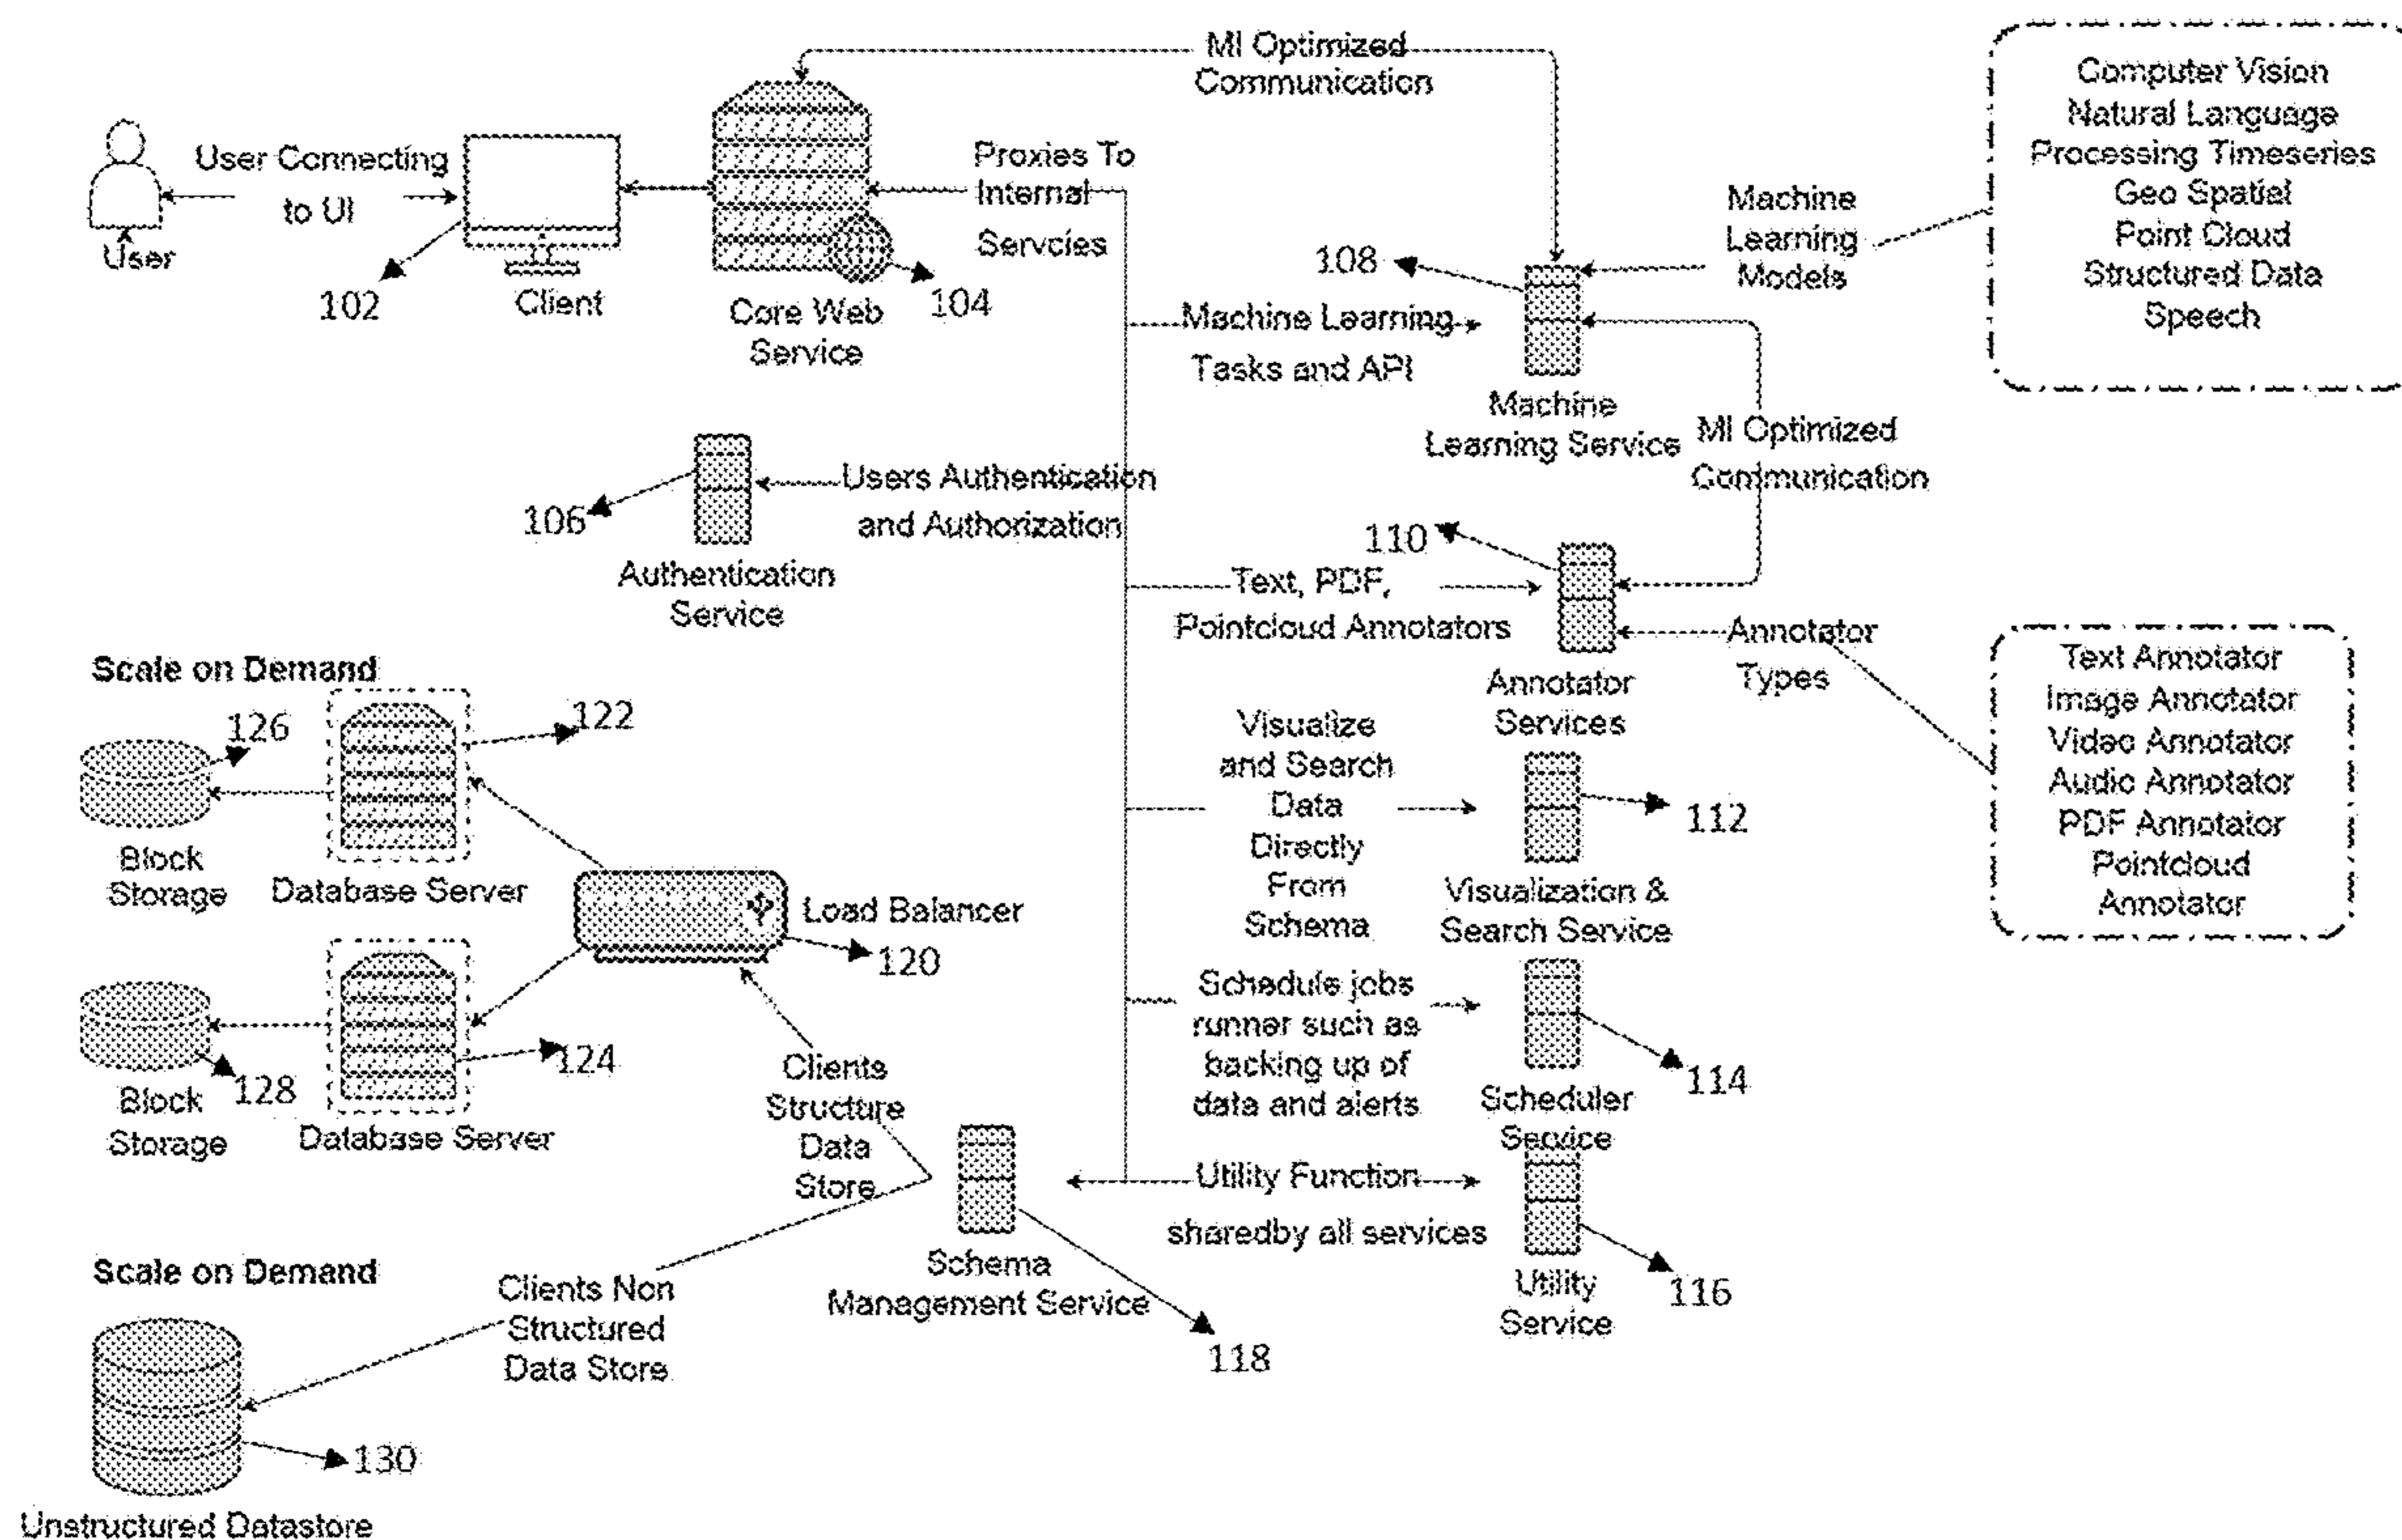 MI Optimized
Communication
User Connecting
to UI
User
102
Client
Core Web
Service
104
Proxies To
Internal
Servcies
108
Machine Learning
Tasks and API
Machine
Learning Service
Machine
Learning
Models
Computer Vision
Natural Language
Processing Timeseries
Geo Spatial
Point Cloud
Structured Data
Speech
MI Optimized
Communication
106
Users Authentication
and Authorization
Authentication
Service
110
Text, PDF,
Pointcloud Annotators
Annotator
Services
Annotator
Types
Text Annotator
Image Annotator
Video Annotator
Audio Annotator
PDF Annotator
Pointcloud
Annotator
Scale on Demand
126
122
Block
Storage
Database Server
Load Balancer
120
Visualize
and Search
Data
Directly
From
Schema
112
Visualization &
Search Service
128
124
Block
Storage
Database Server
Clients
Structure
Data
Store
Schedule jobs
runner such as
backing up of
data and alerts
114
Scheduler
Service
Utility Function
sharedby all services
116
Utility
Service
Schema
Management Service
118
Scale on Demand
Clients Non
Structured
Data Store
130
Unstructured Datastore